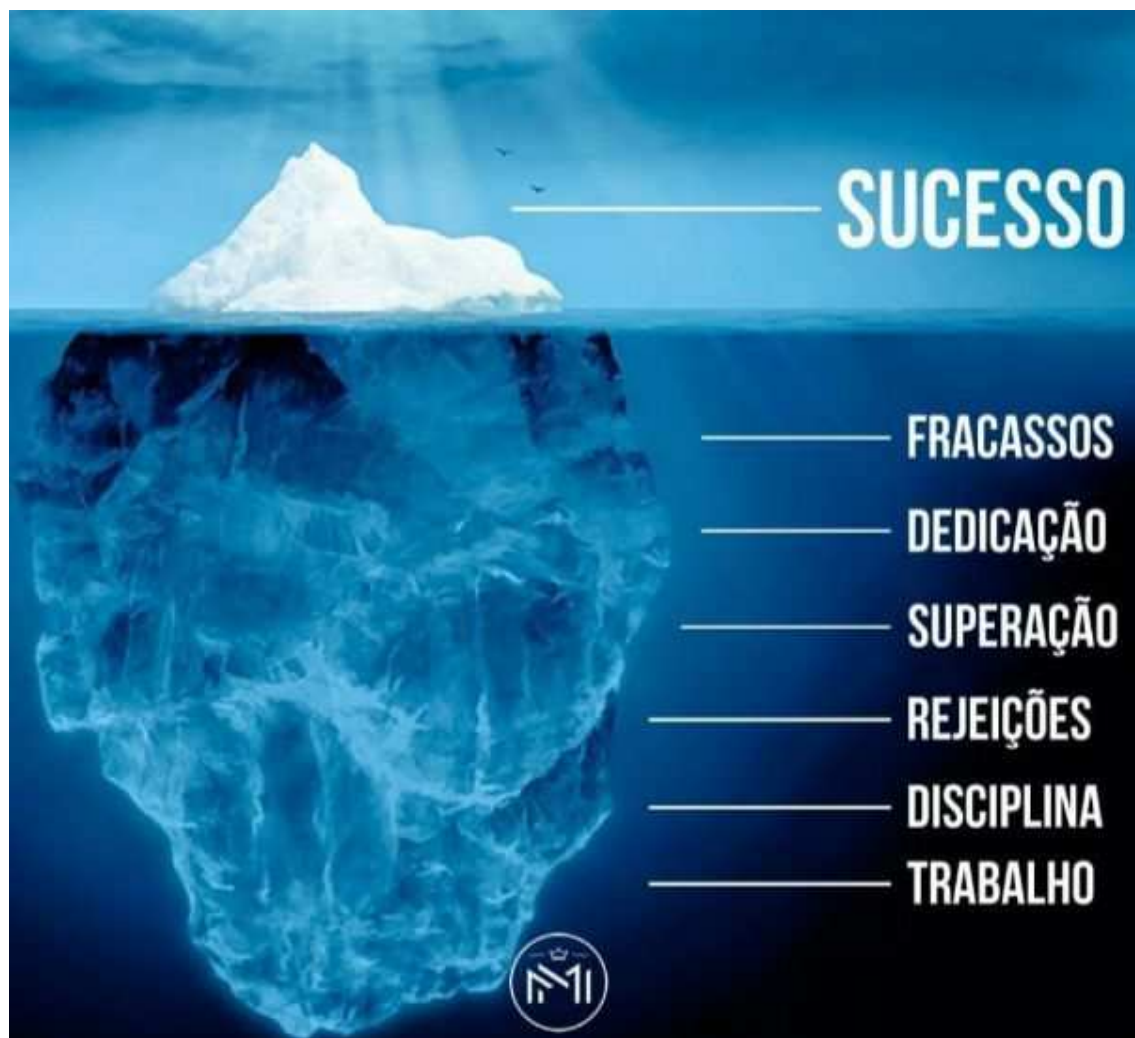 SUCESSO
FRACASSOS
DEDICAÇÃO
SUPERAÇÃO
REJEIÇÕES
DISCIPLINA
TRABALHO